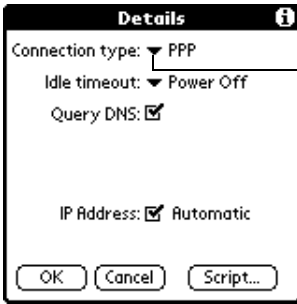 Details
Connection type: PPP
Idle timeout: Power Off
Query DNS:
IP Address: Automatic
OK Cancel Script...